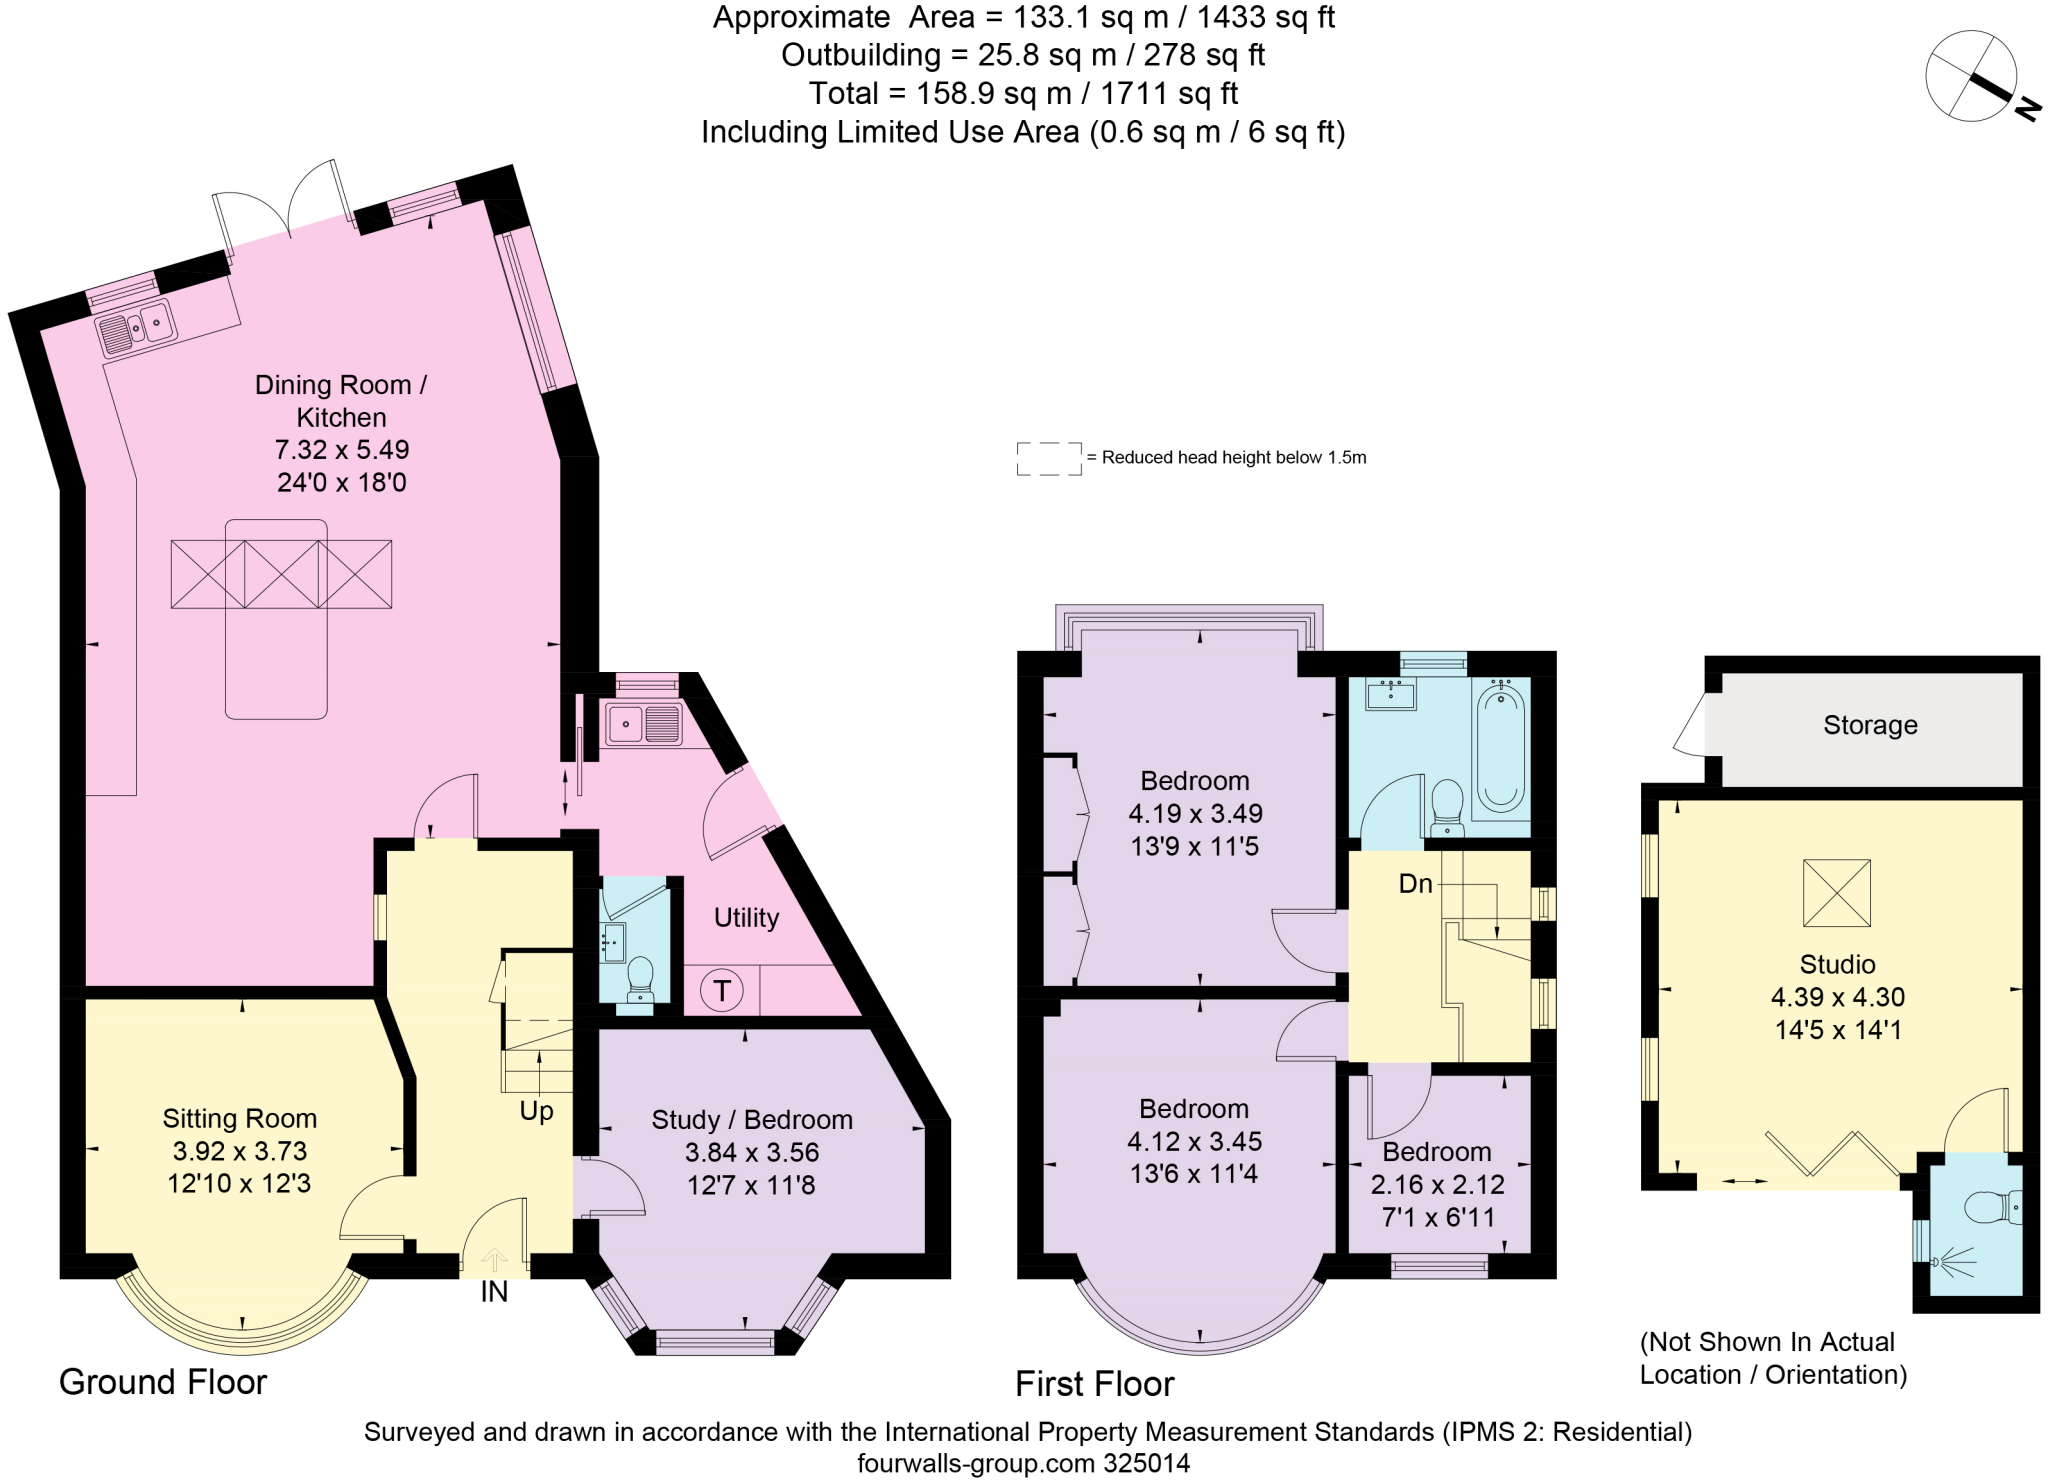 Approximate Area = 133.1 sq m / 1433 sq ft
Outbuilding = 25.8 sq m / 278 sq ft
Total = 158.9 sq m / 1711 sq ft
Including Limited Use Area (0.6 sq m / 6 sq ft)
N
Dining Room /
Kitchen
7.32 x 5.49
24'0 x 18'0
= Reduced head height below 1.5m
Utility
T
Up
Sitting Room
3.92 x 3.73
12'10 x 12'3
Study / Bedroom
3.84 x 3.56
12'7 x 11'8
IN
Ground Floor
Bedroom
4.19 x 3.49
13'9 x 11'5
Dn
Bedroom
4.12 x 3.45
13'6 x 11'4
Bedroom
2.16 x 2.12
7'1 x 6'11
First Floor
Storage
Studio
4.39 x 4.30
14'5 x 14'1
(Not Shown In Actual
Location / Orientation)
Surveyed and drawn in accordance with the International Property Measurement Standards (IPMS 2: Residential)
fourwalls-group.com 325014